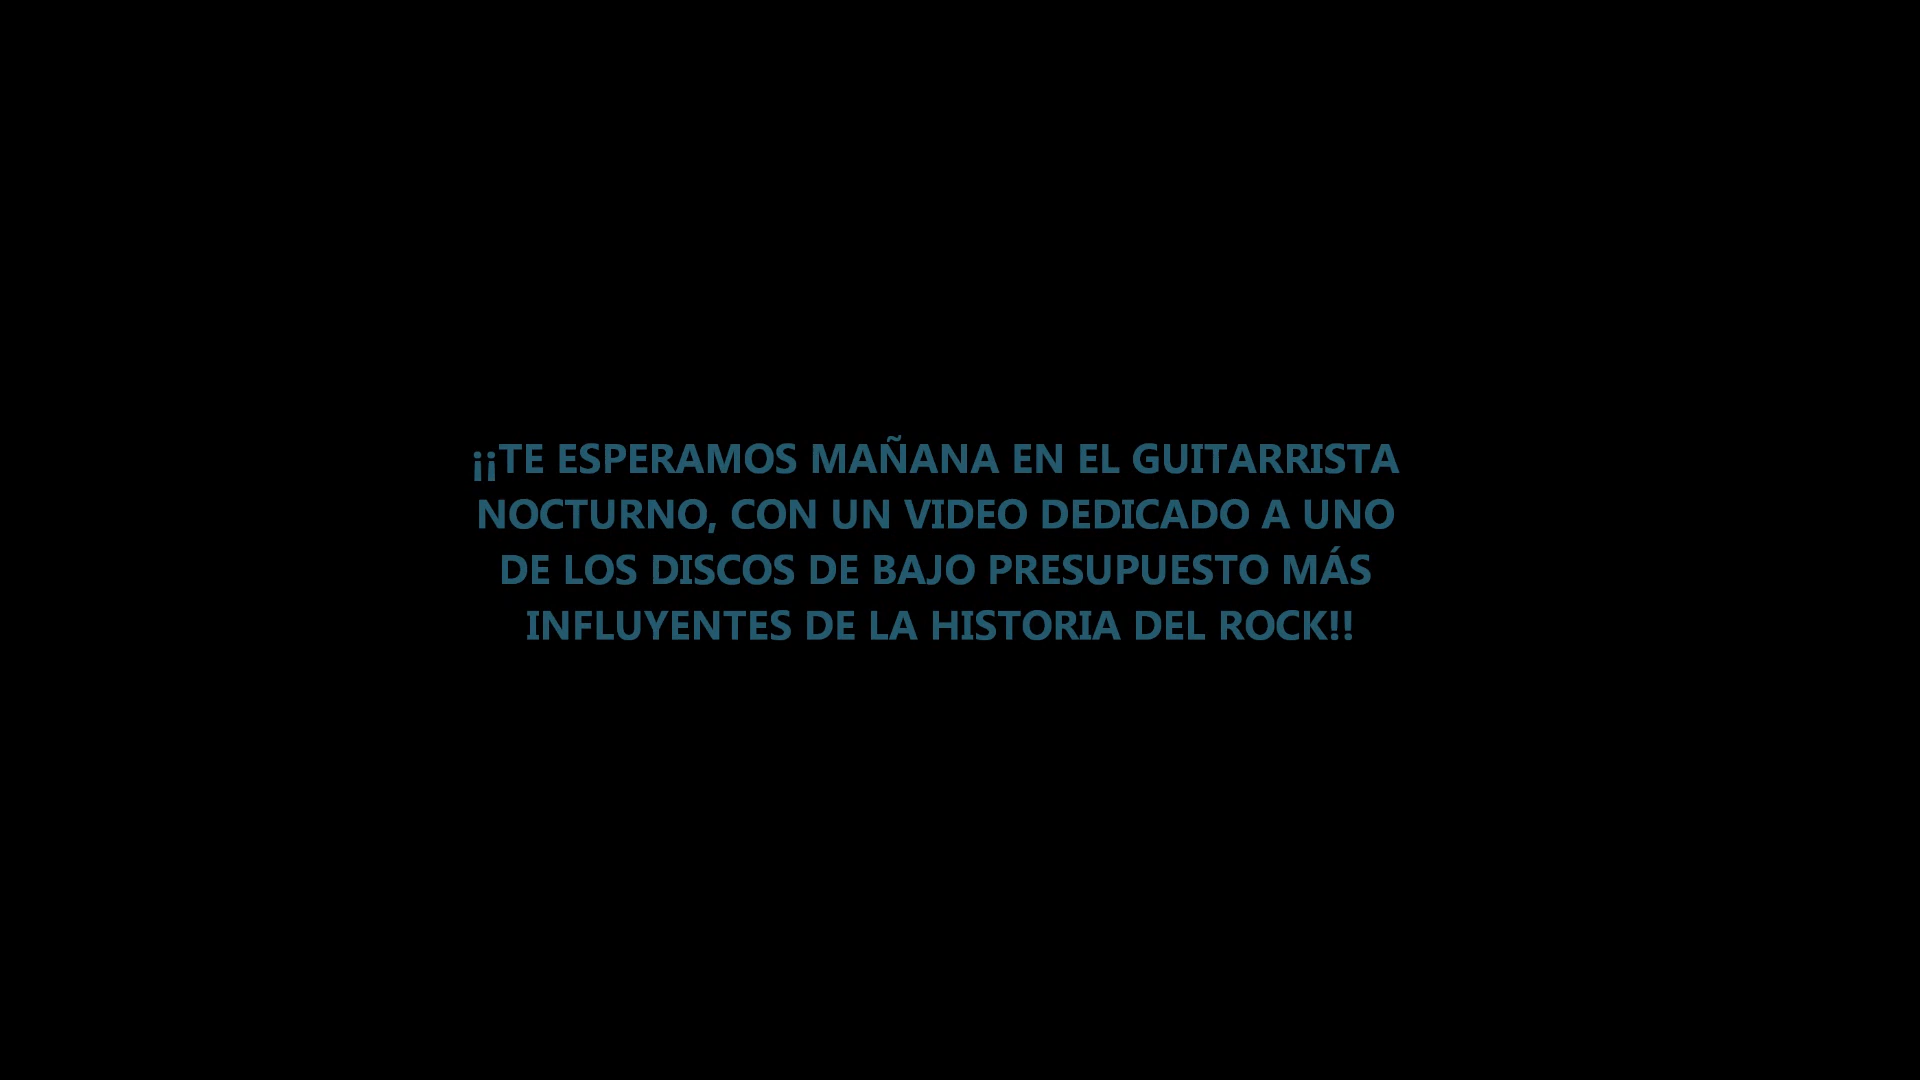 ¡¡TE ESPERAMOS MAÑANA EN EL GUITARRISTA
NOCTURNO, CON UN VIDEO DEDICADO A UNO
DE LOS DISCOS DE BAJO PRESUPUESTO MÁS
INFLUYENTES DE LA HISTORIA DEL ROCK!!